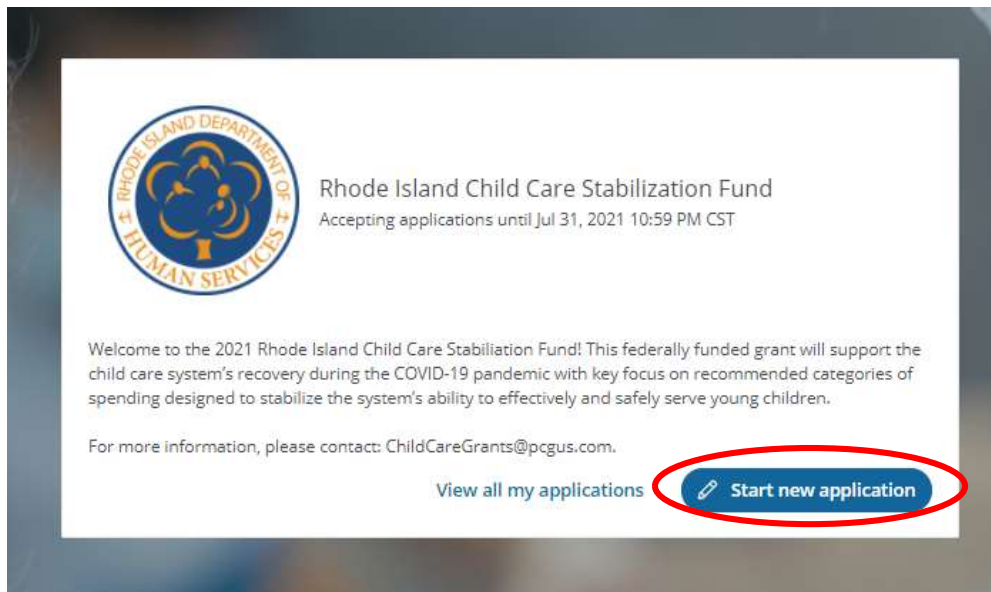 RHODE ISLAND DEPARTMENT OF
HUMAN SERVICES
Rhode Island Child Care Stabilization Fund
Accepting applications until Jul 31, 2021 10:59 PM CST
Welcome to the 2021 Rhode Island Child Care Stabiliation Fund! This federally funded grant will support the
child care system's recovery during the COVID-19 pandemic with key focus on recommended categories of
spending designed to stabilize the system's ability to effectively and safely serve young children.
For more information, please contact: ChildCareGrants@pcgus.com.
View all my applications
Start new application